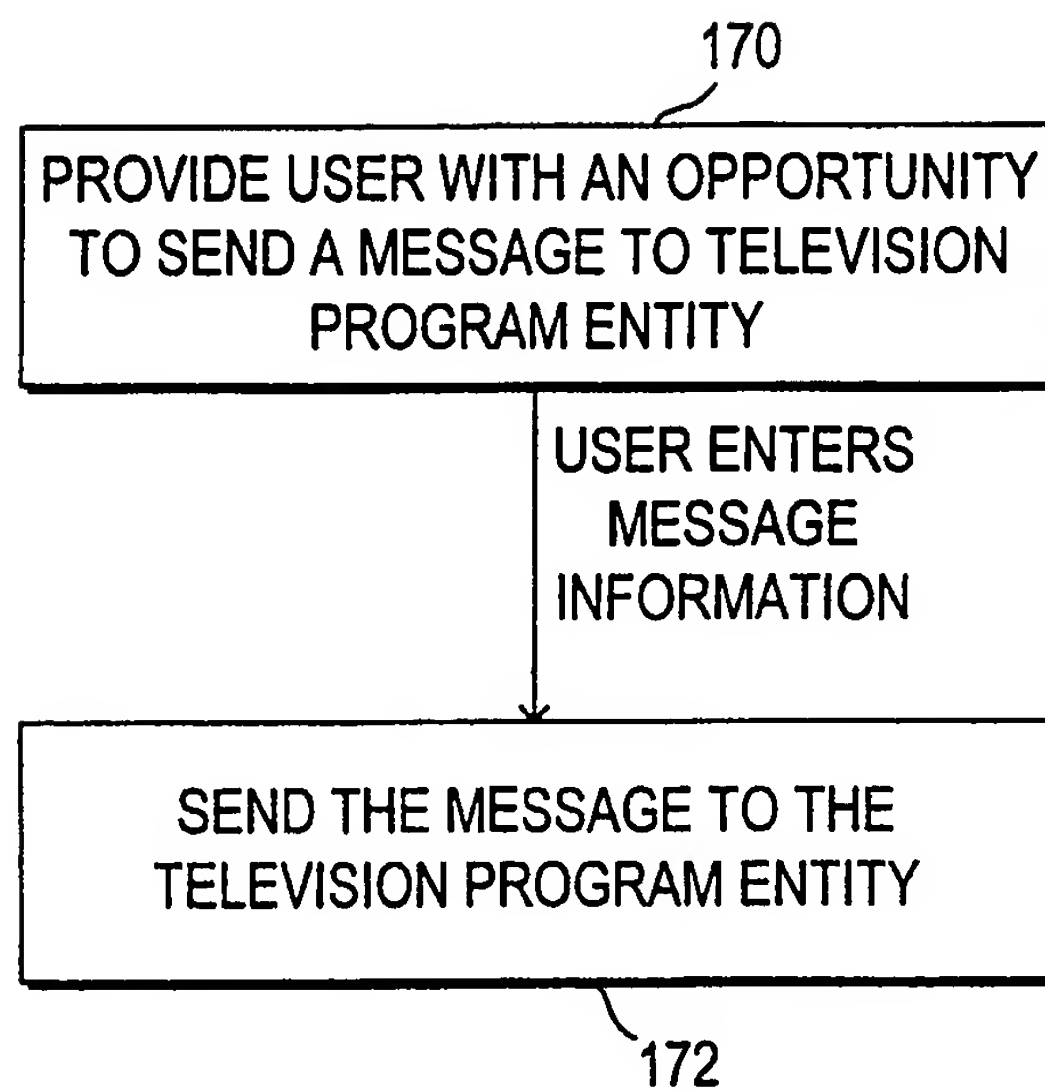 170
PROVIDE USER WITH AN OPPORTUNITY
TO SEND A MESSAGE TO TELEVISION
PROGRAM ENTITY
USER ENTERS
MESSAGE
INFORMATION
SEND THE MESSAGE TO THE
TELEVISION PROGRAM ENTITY
172